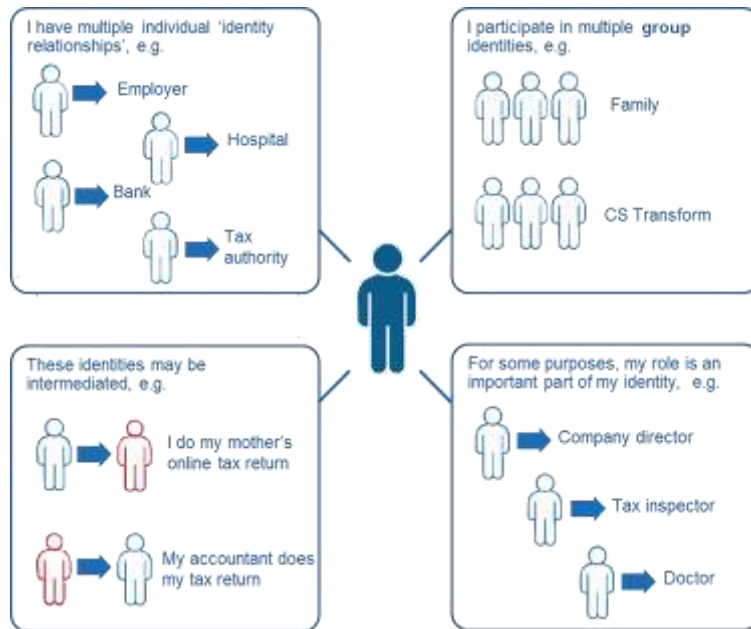 I have multiple individual 'identity
relationships', e.g.
Employer
Hospital
Bank
Tax
authority
I participate in multiple group
identities, e.g.
Family
CS Transform
These identities may be
intermediated, e.g.
I do my mother's
online tax return
My accountant does
my tax return
For some purposes, my role is an
important part of my identity, e.g.
Company director
Tax inspector
Doctor